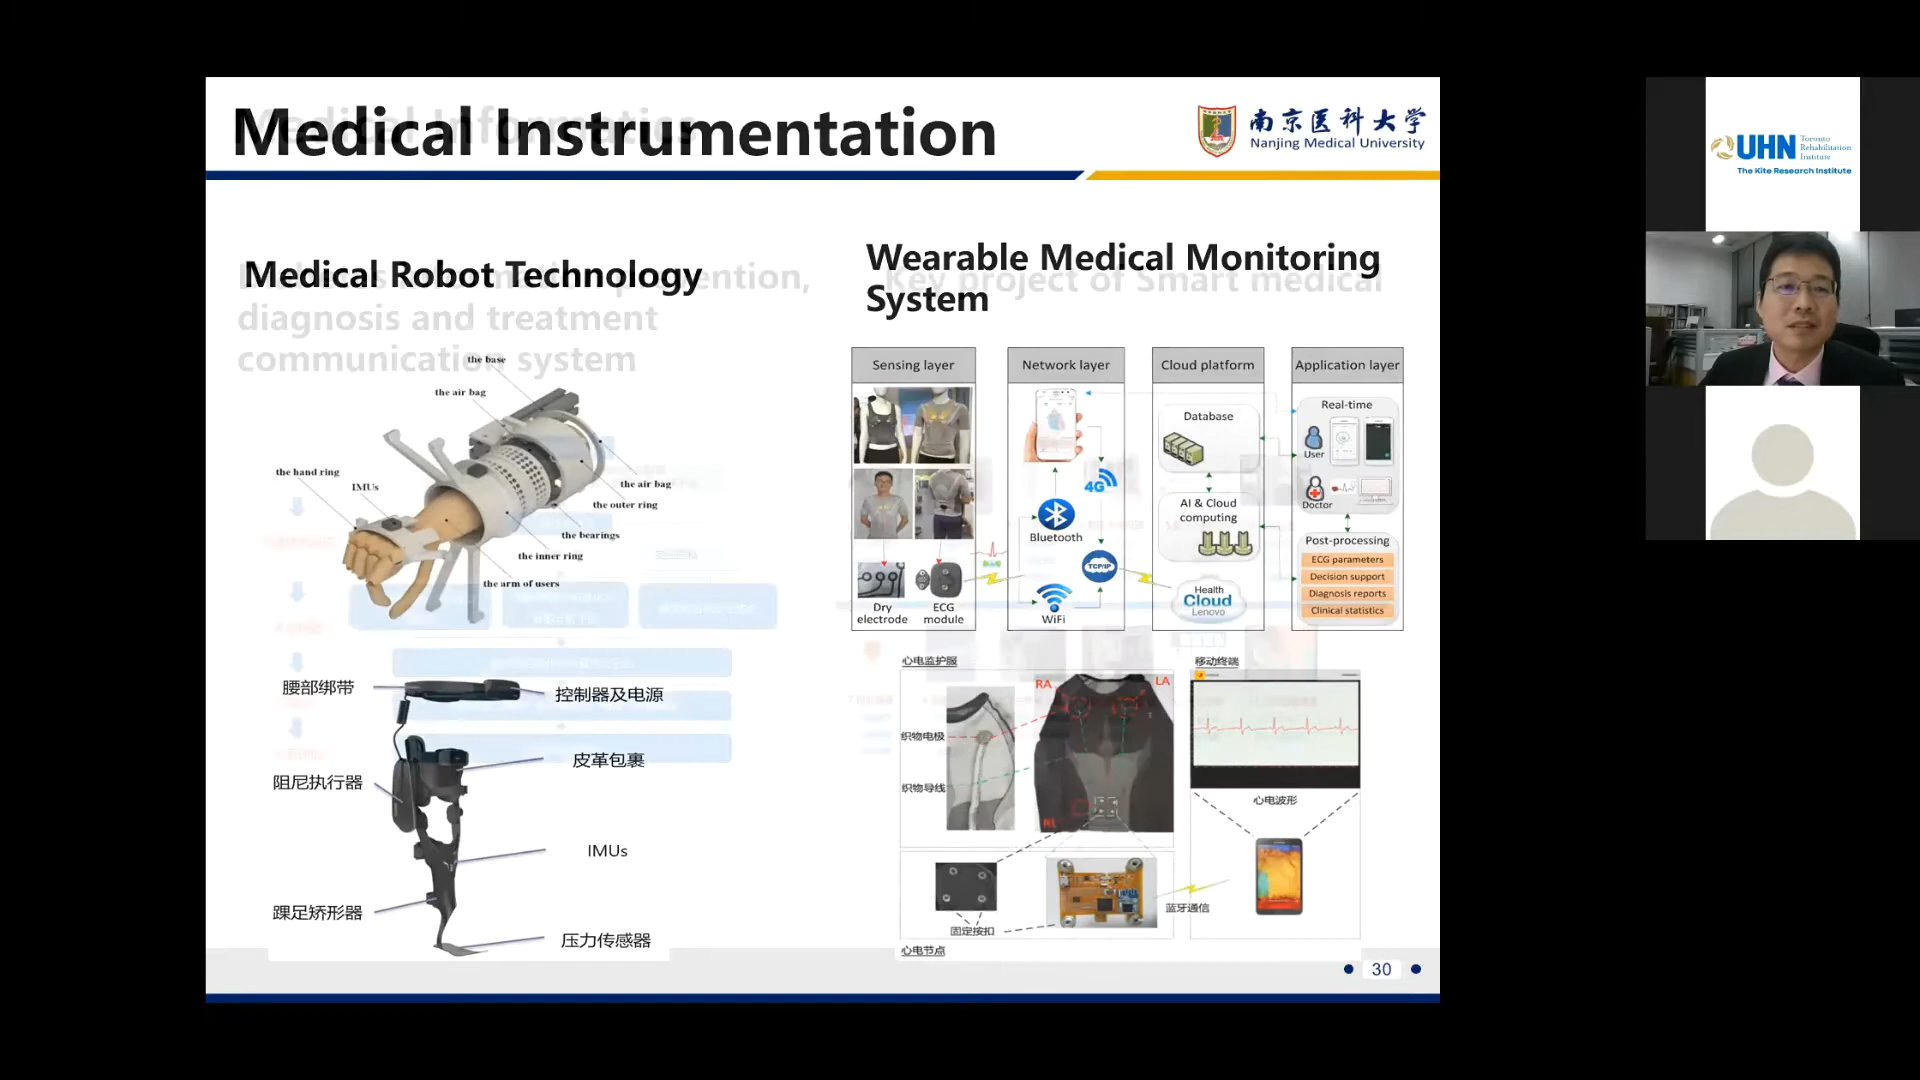 Medical Instrumentation
Medical Informatics
南京医科大学
Nanjing Medical University
UHN
Toronto
Rehabilitation
Institute
The Kite Research Institute
Medical Robot Technology
ention,
diagnosis and treatment
communication system
Wearable Medical Monitoring
System
Key project of Smart medical
the base
the air bag
the hand ring
IMUs
the air bag
the outer ring
the bearings
the inner ring
the arm of users
Sensing layer
Dry
electrode
ECG
module
Network layer
4G
Bluetooth
TCP/IP
WiFi
Cloud platform
Database
AI & Cloud
computing
Health
Cloud
Lenovo
Application layer
Real-time
User
Doctor
Post-processing
ECG parameters
Decision support
Diagnosis reports
Clinical statistics
腰部绑带
控制器及电源
皮革包裹
阻尼执行器
IMUs
踝足矫形器
压力传感器
心电监护服
RA
LA
RL
织物电极
织物导线
移动终端
心电波形
固定按扣
蓝牙通信
心电节点
30